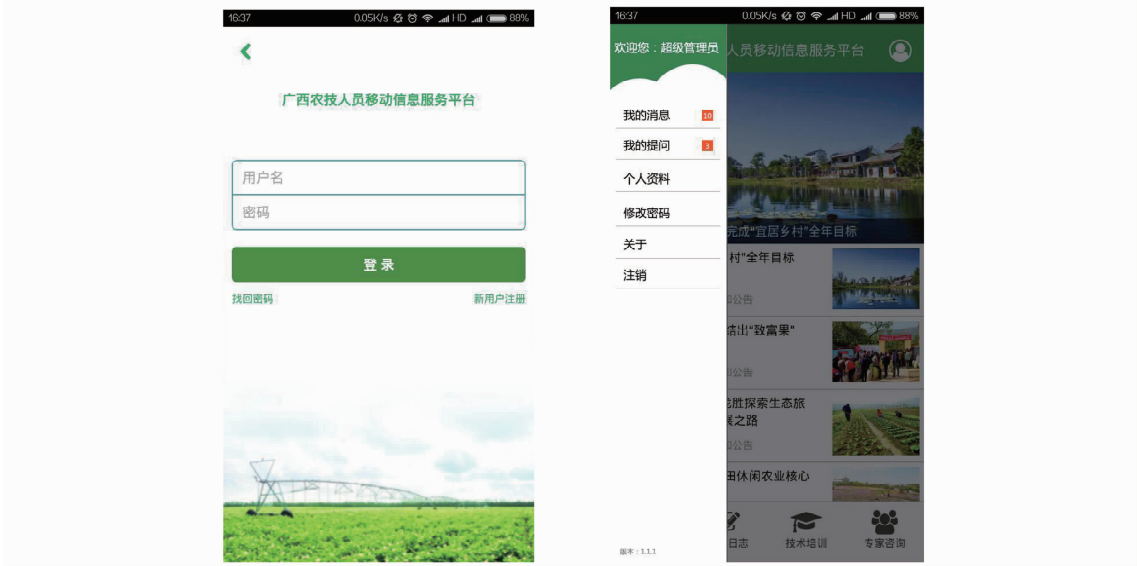 16:37
0.05K/s
HD
88%
广西农技人员移动信息服务平台
用户名
密码
登录
找回密码
新用户注册
16:37
0.05K/s
HD
88%
欢迎您：超级管理员
人员移动信息服务平台
我的消息
10
我的提问
3
个人资料
修改密码
关于
注销
完成“宜居乡村”全年目标
村”全年目标
公告
结出“致富果”
公告
胜探索生态旅
之路
公告
田休闲农业核心
日志
技术培训
专家咨询
版本：1.1.1